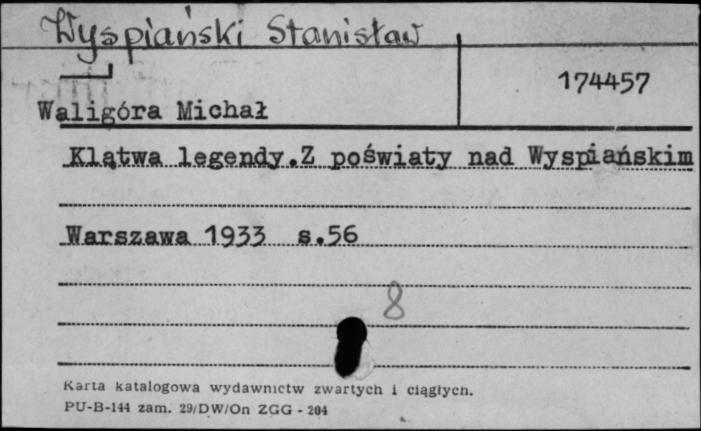 Wyspiański Stanisław
174457
Waligóra Michał
Klątwa legendy.Z poświaty nad Wyspiańskim
Warszawa 1933 s.56
8
Karta katalogowa wydawnictw zwartych i ciągłych.
PU-B-144 zam. 29/DW/On ZGG - 204